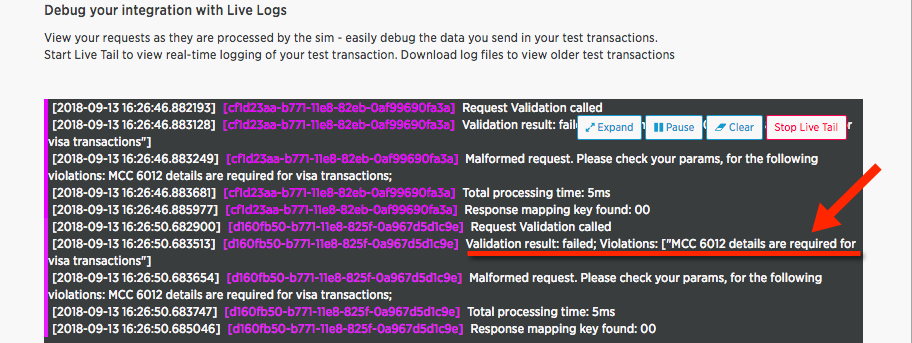 Debug your integration with Live Logs
View your requests as they are processed by the sim - easily debug the data you send in your test transactions.
Start Live Tail to view real-time logging of your test transaction. Download log files to view older test transactions
[2018-09-13 16:26:46.882193] [cf1d23aa-b771-11e8-82eb-0af99690fa3a] Request Validation called
[2018-09-13 16:26:46.883128] [cf1d23aa-b771-11e8-82eb-0af99690fa3a] Validation result: failed
Expand Pause Clear Stop Live Tail
visa transactions"]
[2018-09-13 16:26:46.883249] [cf1d23aa-b771-11e8-82eb-0af99690fa3a] Malformed request. Please check your params, for the following
violations: MCC 6012 details are required for visa transactions;
[2018-09-13 16:26:46.883681] [cf1d23aa-b771-11e8-82eb-0af99690fa3a] Total processing time: 5ms
[2018-09-13 16:26:46.885977] [cf1d23aa-b771-11e8-82eb-0af99690fa3a] Response mapping key found: 00
[2018-09-13 16:26:50.682900] [d160fb50-b771-11e8-825f-0a967d5d1c9e] Request Validation called
[2018-09-13 16:26:50.683513] [d160fb50-b771-11e8-825f-0a967d5d1c9e] Validation result: failed; Violations: ["MCC 6012 details are required for
visa transactions"]
[2018-09-13 16:26:50.683654] [d160fb50-b771-11e8-825f-0a967d5d1c9e] Malformed request. Please check your params, for the following
violations: MCC 6012 details are required for visa transactions;
[2018-09-13 16:26:50.683747] [d160fb50-b771-11e8-825f-0a967d5d1c9e] Total processing time: 5ms
[2018-09-13 16:26:50.685046] [d160fb50-b771-11e8-825f-0a967d5d1c9e] Response mapping key found: 00